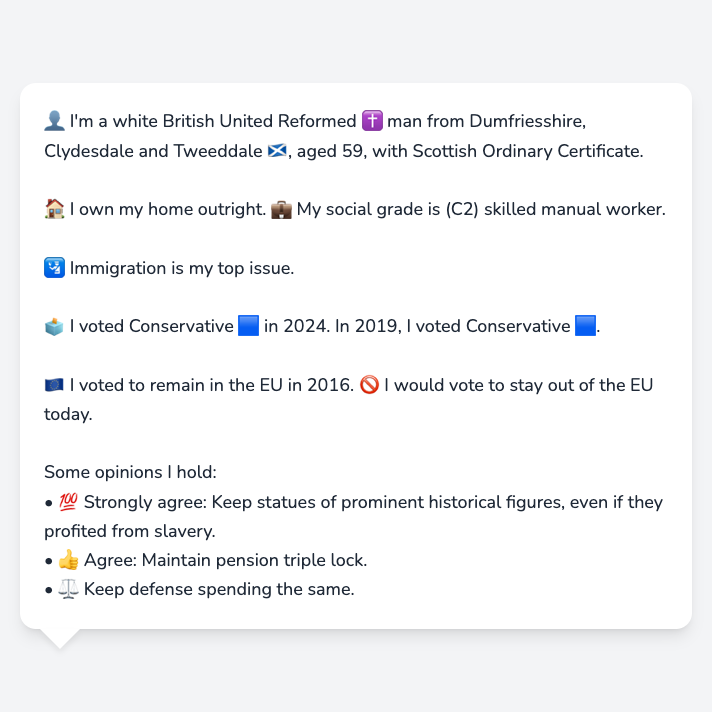 👤 I'm a white British United Reformed ✝️ man from Dumfriesshire,
Clydesdale and Tweeddale 🏴󠁧󠁢󠁳󠁣󠁴󠁿, aged 59, with Scottish Ordinary Certificate.
🏠 I own my home outright. 💼 My social grade is (C2) skilled manual worker.
🛂 Immigration is my top issue.
🗳️ I voted Conservative 🟦 in 2024. In 2019, I voted Conservative 🟦.
🇪🇺 I voted to remain in the EU in 2016. 🚫 I would vote to stay out of the EU
today.
Some opinions I hold:
• 💯 Strongly agree: Keep statues of prominent historical figures, even if they
profited from slavery.
• 👍 Agree: Maintain pension triple lock.
• ⚖️ Keep defense spending the same.